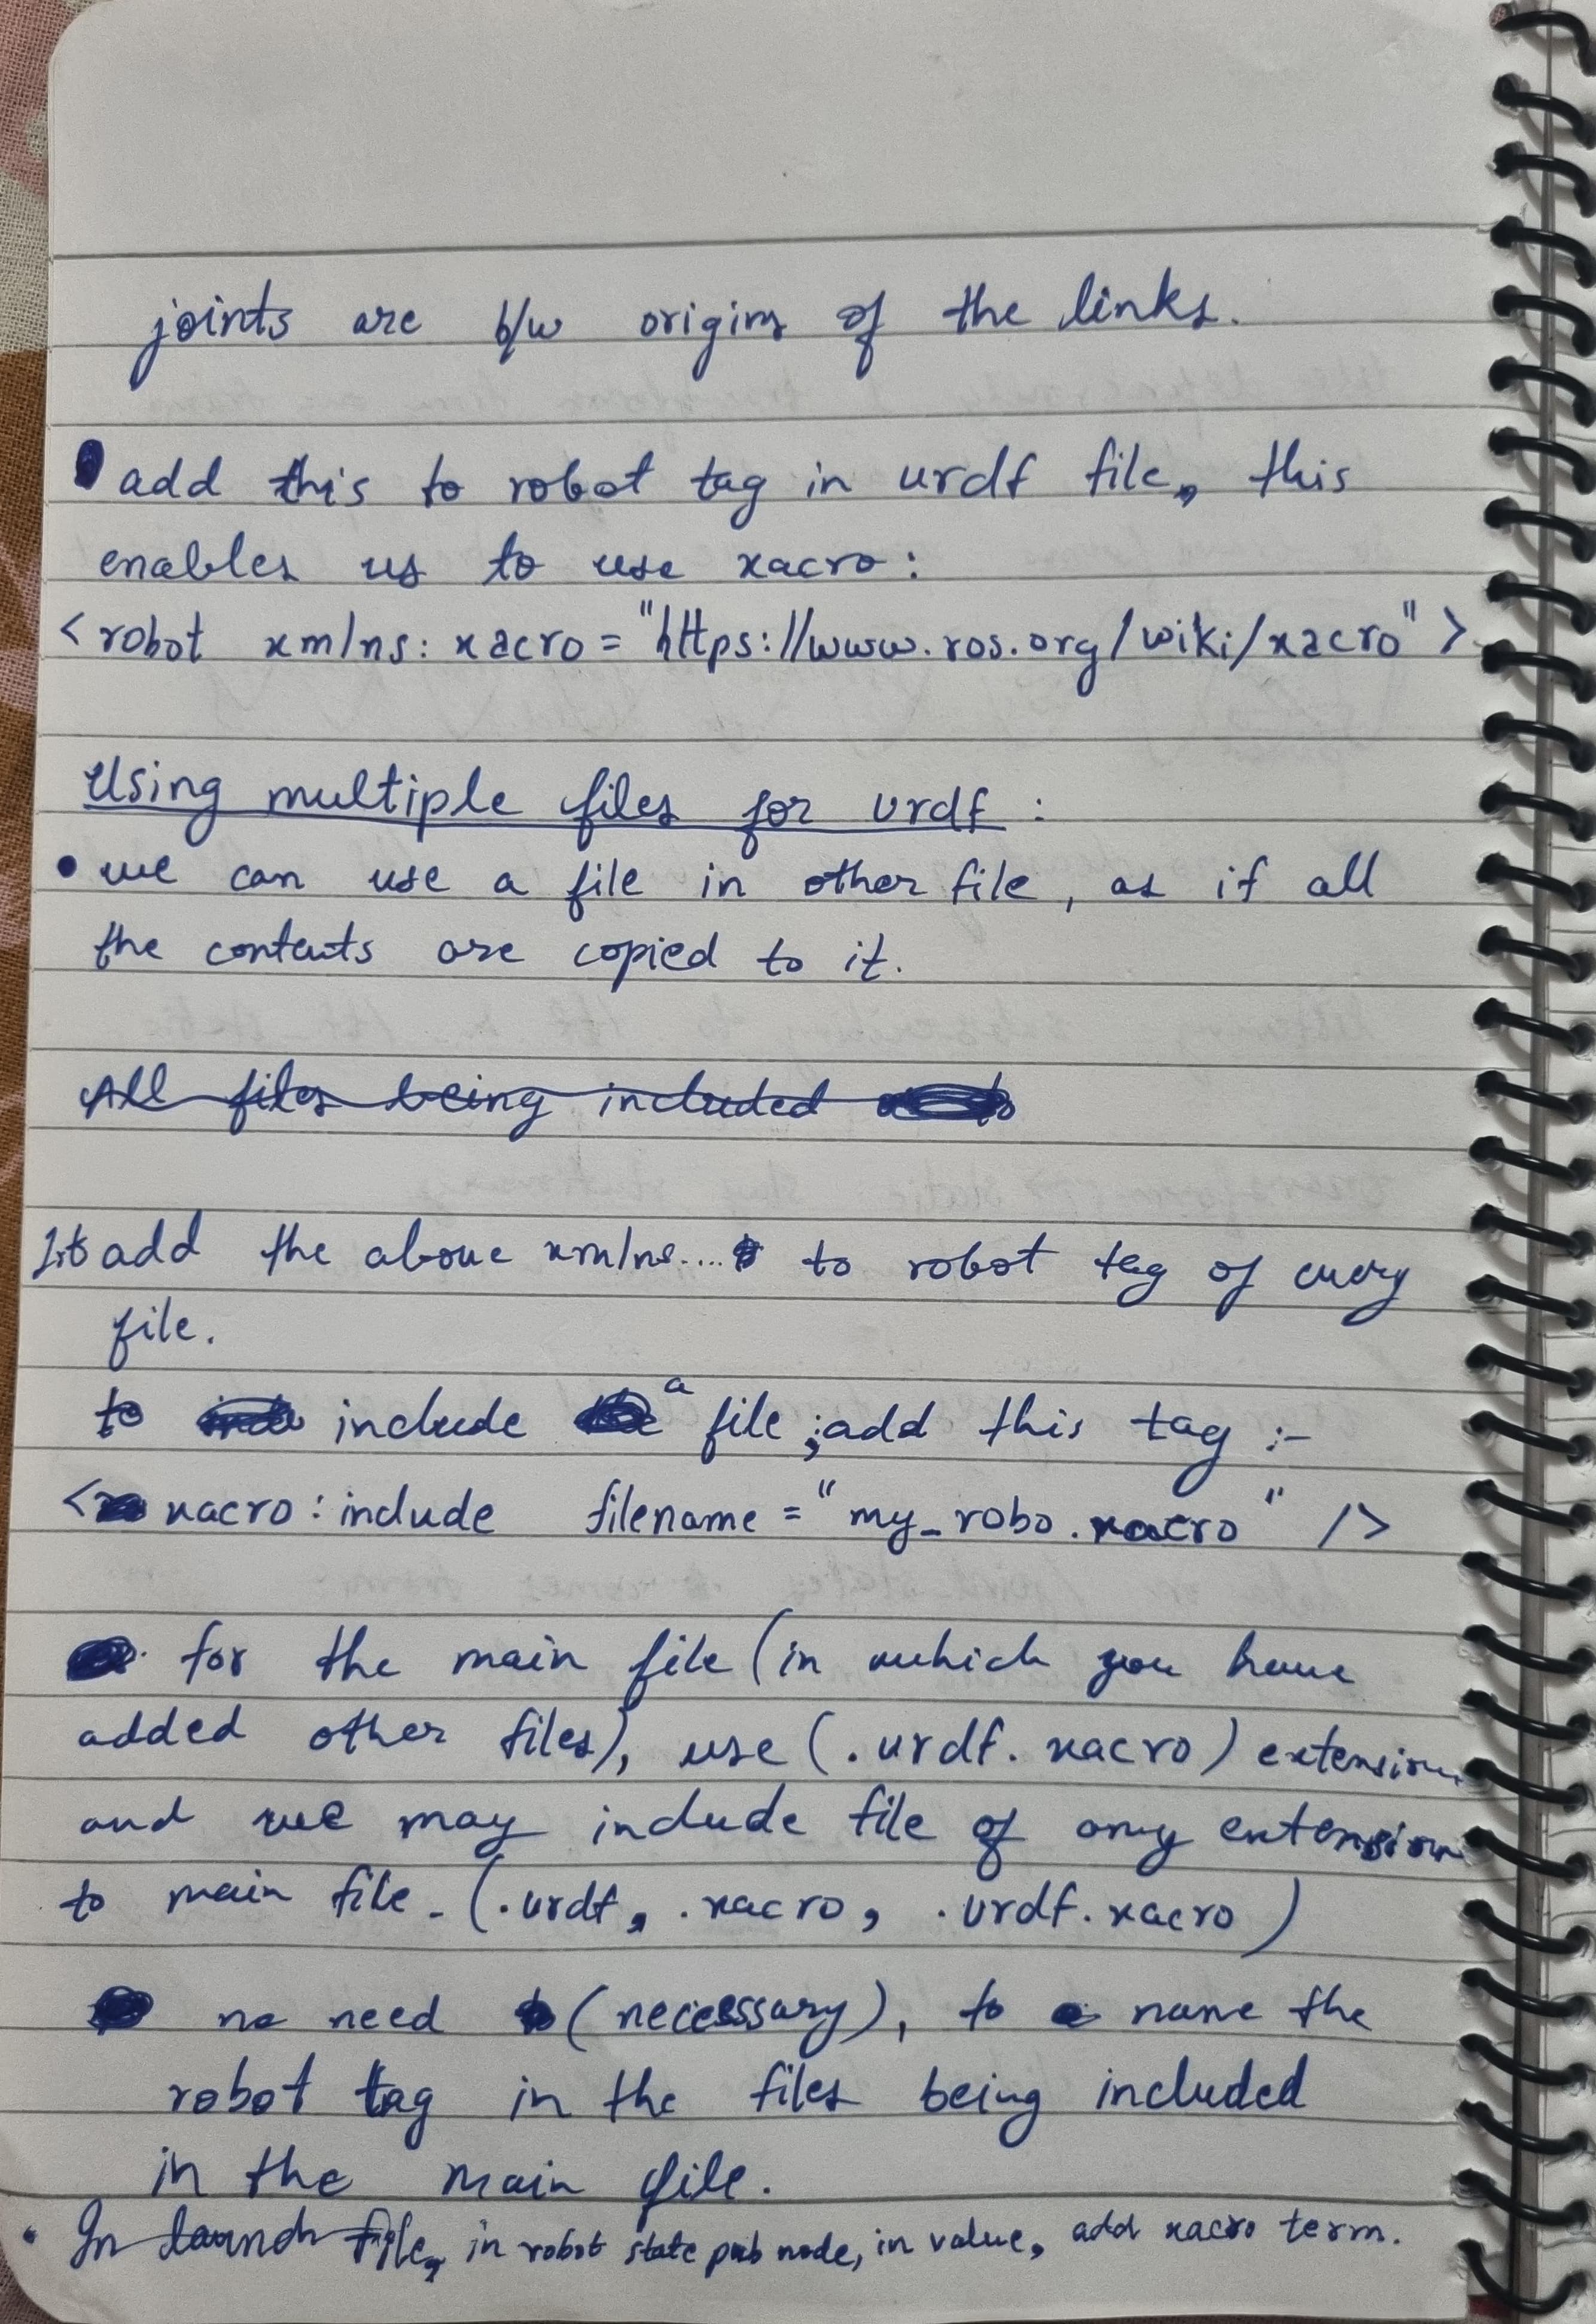 joints are b/w origins of the links.
add this to robot tag in urdf file, this
enables us to use xacro:
<robot xmlns:xacro="https://www.ros.org/wiki/xacro">
Using multiple files for urdf :
• we can use a file in other file, as if all
the contents are copied to it.
All files being included
add the above xmlns.... to robot tag of every
file.
to include a file ; add this tag :-
<xacro:include filename="my_robo.xacro" />
for the main file (in which you have
added other files), use (.urdf.xacro) extension
and we may include file of any extension
to main file. (.urdf, .xacro, .urdf.xacro)
no need (necesssary), to name the
robot tag in the files being included
in the main file.
• In launch file, in robot state pub node, in value, add xacro term.